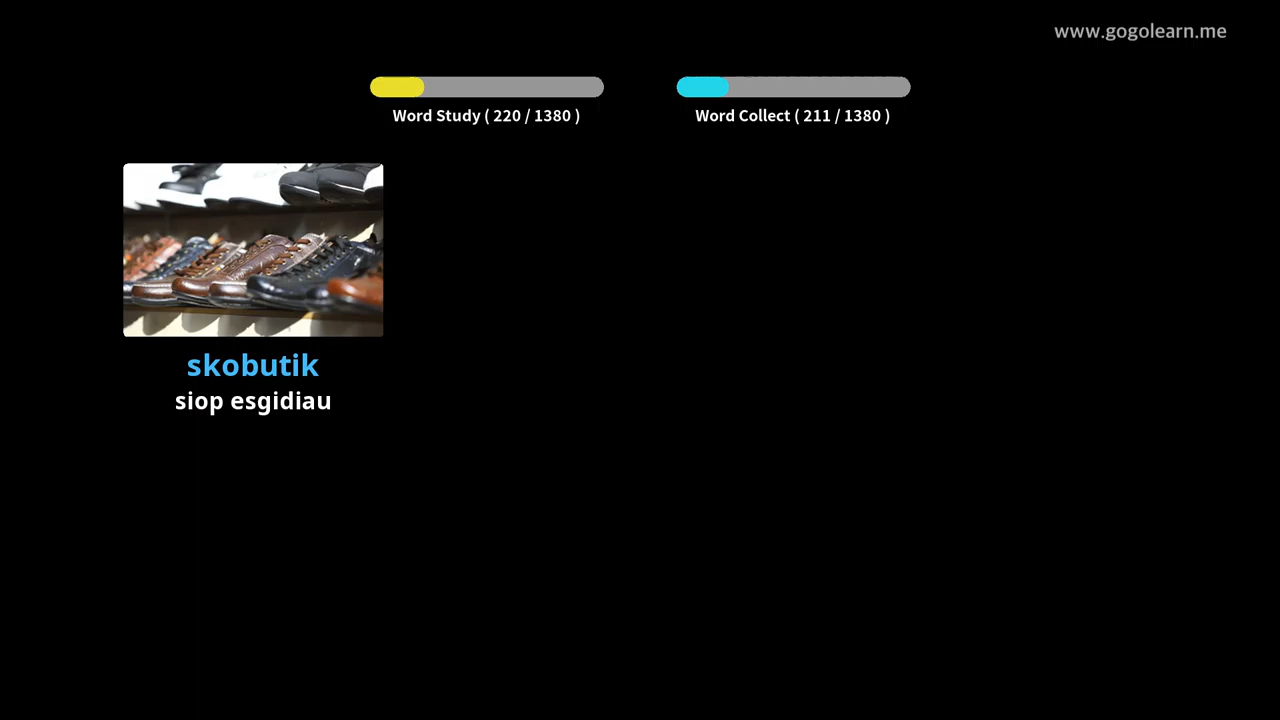 www.gogolearn.me
Word Study ( 220 / 1380 )
Word Collect ( 211 / 1380 )
skobutik
siop esgidiau